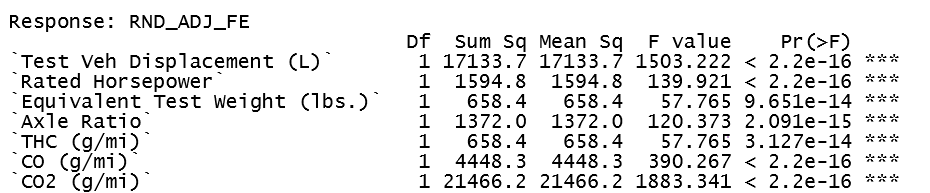 Response: RND_ADJ_FE
Df Sum Sq Mean Sq F value Pr(>F)
`Test Veh Displacement (L)` 1 17133.7 17133.7 1503.222 < 2.2e-16 ***
`Rated Horsepower` 1 1594.8 1594.8 139.921 < 2.2e-16 ***
`Equivalent Test Weight (lbs.)` 1 658.4 658.4 57.765 9.651e-14 ***
`Axle Ratio` 1 1372.0 1372.0 120.373 2.091e-15 ***
`THC (g/mi)` 1 658.4 658.4 57.765 3.127e-14 ***
`CO (g/mi)` 1 4448.3 4448.3 390.267 < 2.2e-16 ***
`CO2 (g/mi)` 1 21466.2 21466.2 1883.341 < 2.2e-16 ***